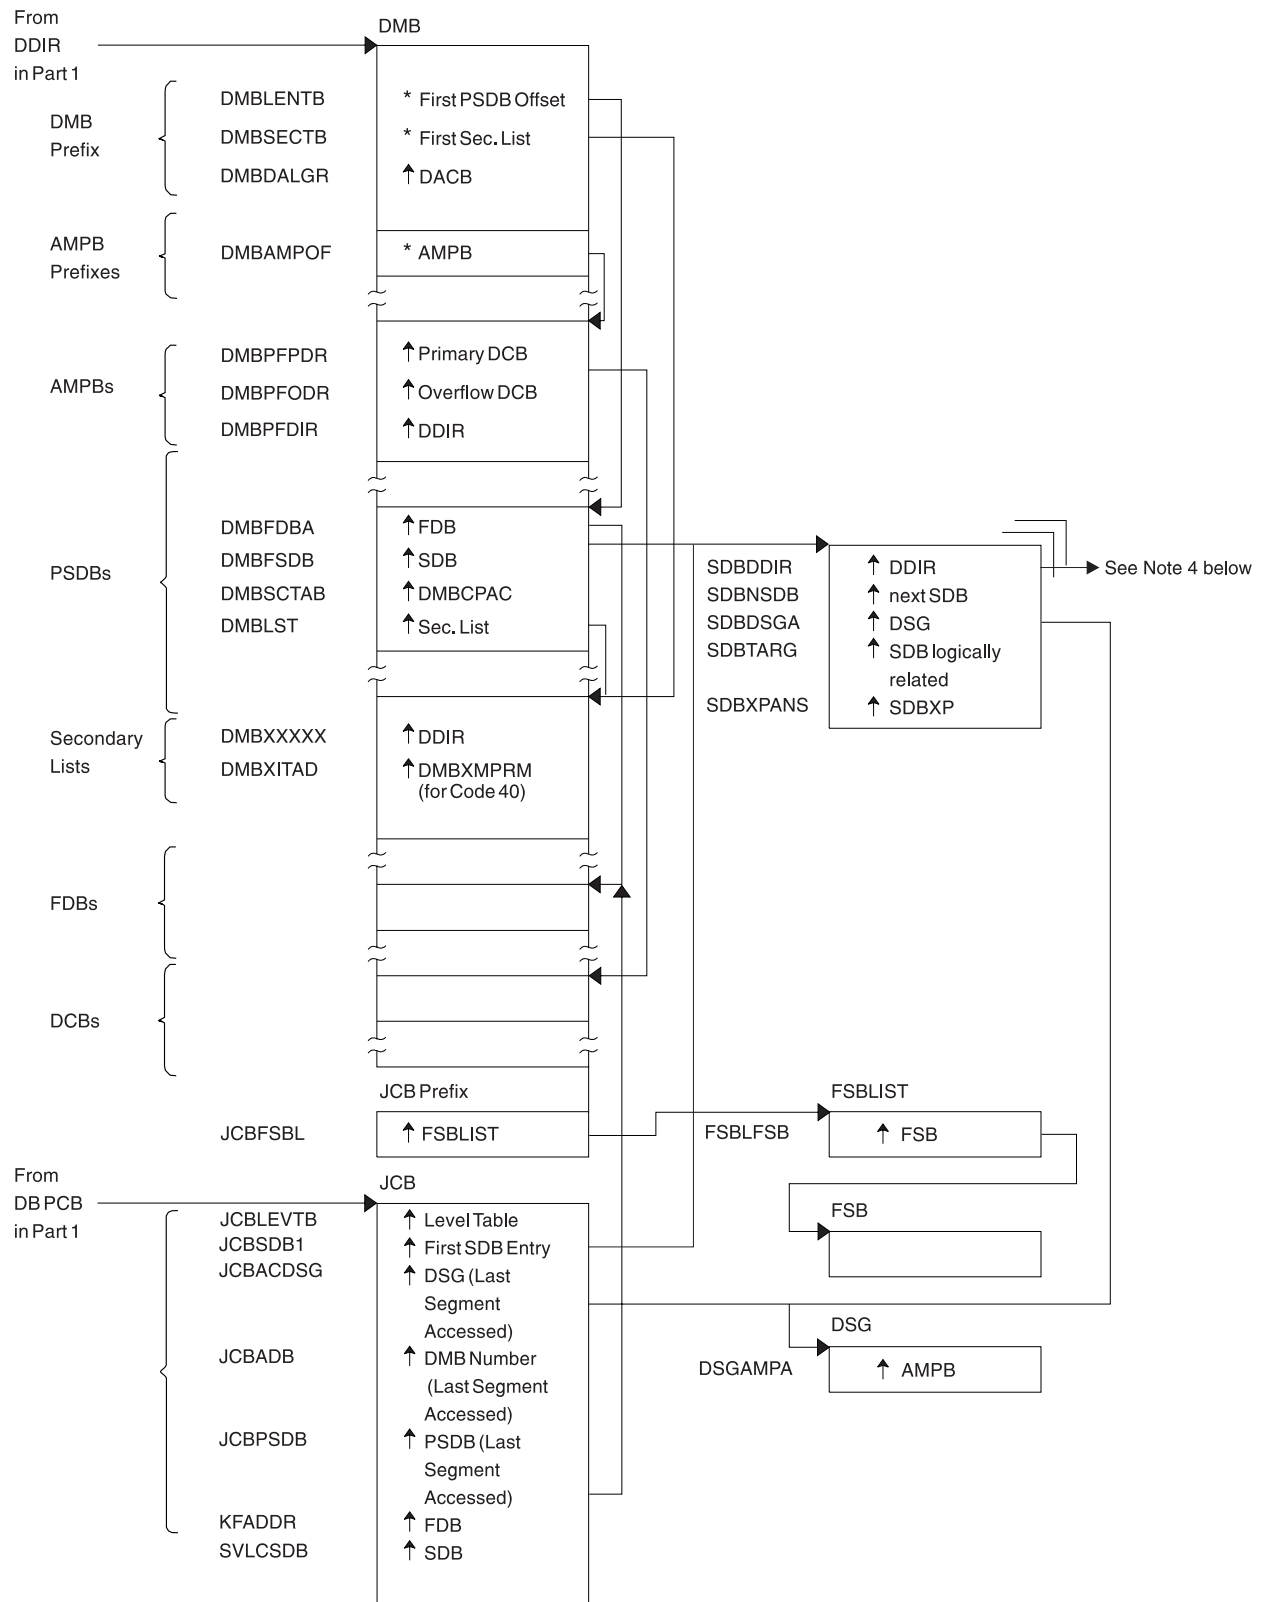 From
DDIR
in Part 1
DMB
DMB
Prefix
DMBLENTB
* First PSDB Offset
DMBSECTB
* First Sec. List
DMBDALGR
↑ DACB
AMPB
Prefixes
DMBAMPOF
* AMPB
AMPBs
DMBPFPDR
↑ Primary DCB
DMBPFODR
↑ Overflow DCB
DMBPFDIR
↑ DDIR
PSDBs
DMBFDBA
↑ FDB
DMBFSDB
↑ SDB
DMBSCTAB
↑ DMBCPAC
DMBLST
↑ Sec. List
SDBDDIR
↑ DDIR
See Note 4 below
SDBNSDB
↑ next SDB
SDBDSGA
↑ DSG
SDBTARG
↑ SDB logically
related
SDBXPANS
↑ SDBXP
Secondary
Lists
DMBXXXXX
↑ DDIR
DMBXITAD
↑ DMBXMPRM
(for Code 40)
FDBs
DCBs
JCB Prefix
JCBFSBL
↑ FSBLIST
FSBLIST
FSBLFSB
↑ FSB
FSB
From
DB PCB
in Part 1
JCB
JCBLEVTB
↑ Level Table
JCBSDB1
↑ First SDB Entry
JCBACDSG
↑ DSG (Last
Segment
Accessed)
JCBADB
↑ DMB Number
(Last Segment
Accessed)
JCBPSDB
↑ PSDB (Last
Segment
Accessed)
KFADDR
↑ FDB
SVLCSDB
↑ SDB
DSG
DSGAMPA
↑ AMPB